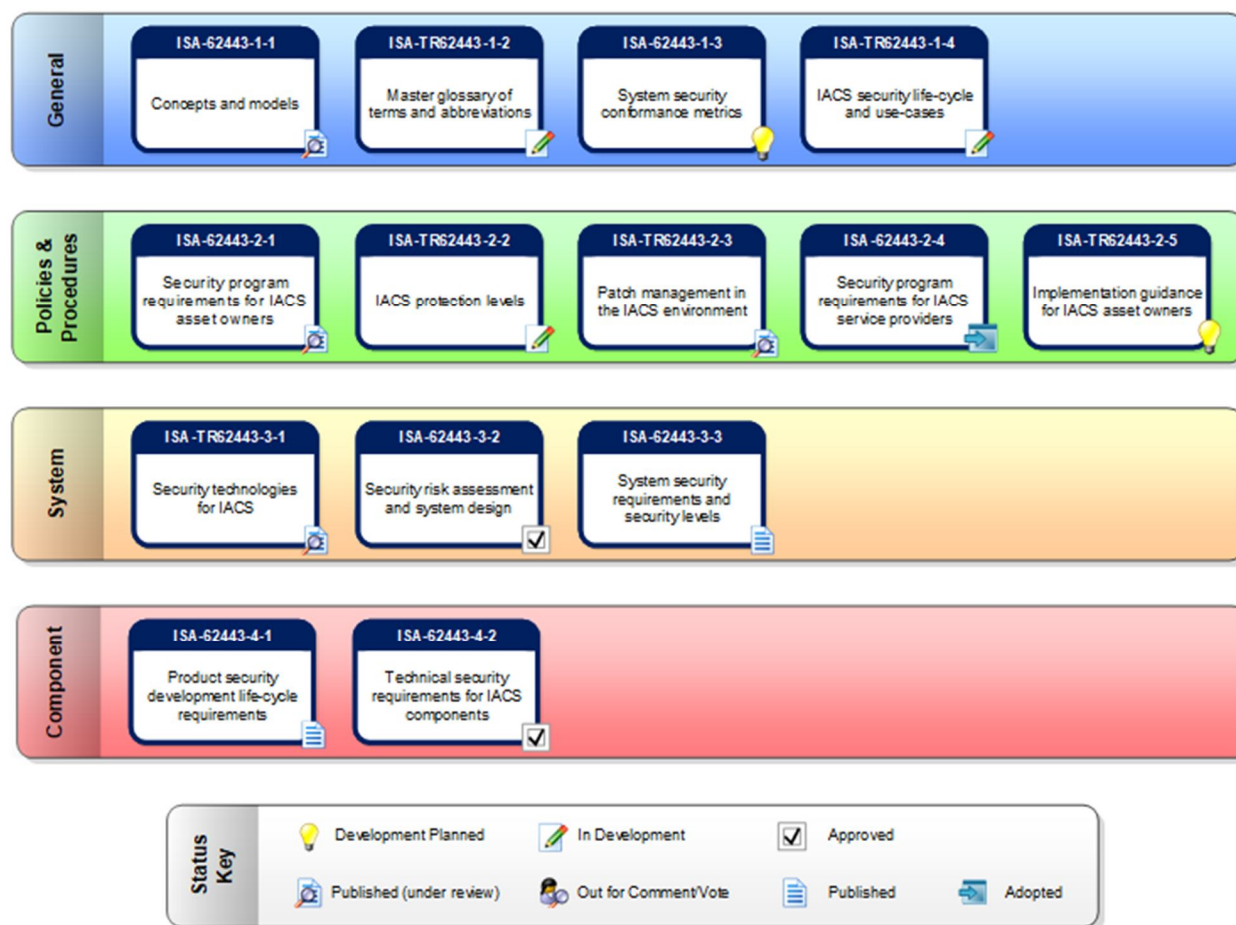 General
ISA-62443-1-1
Concepts and models
ISA-TR62443-1-2
Master glossary of
terms and abbreviations
ISA-62443-1-3
System security
conformance metrics
ISA-TR62443-1-4
IACS security life-cycle
and use-cases
Policies &
Procedures
ISA-62443-2-1
Security program
requirements for IACS
asset owners
ISA-TR62443-2-2
IACS protection levels
ISA-TR62443-2-3
Patch management in
the IACS environment
ISA-62443-2-4
Security program
requirements for IACS
service providers
ISA-TR62443-2-5
Implementation guidance
for IACS asset owners
System
ISA-TR62443-3-1
Security technologies
for IACS
ISA-62443-3-2
Security risk assessment
and system design
ISA-62443-3-3
System security
requirements and
security levels
Component
ISA-62443-4-1
Product security
development life-cycle
requirements
ISA-62443-4-2
Technical security
requirements for IACS
components
Status
Key
Development Planned
In Development
Approved
Published (under review)
Out for Comment/Vote
Published
Adopted